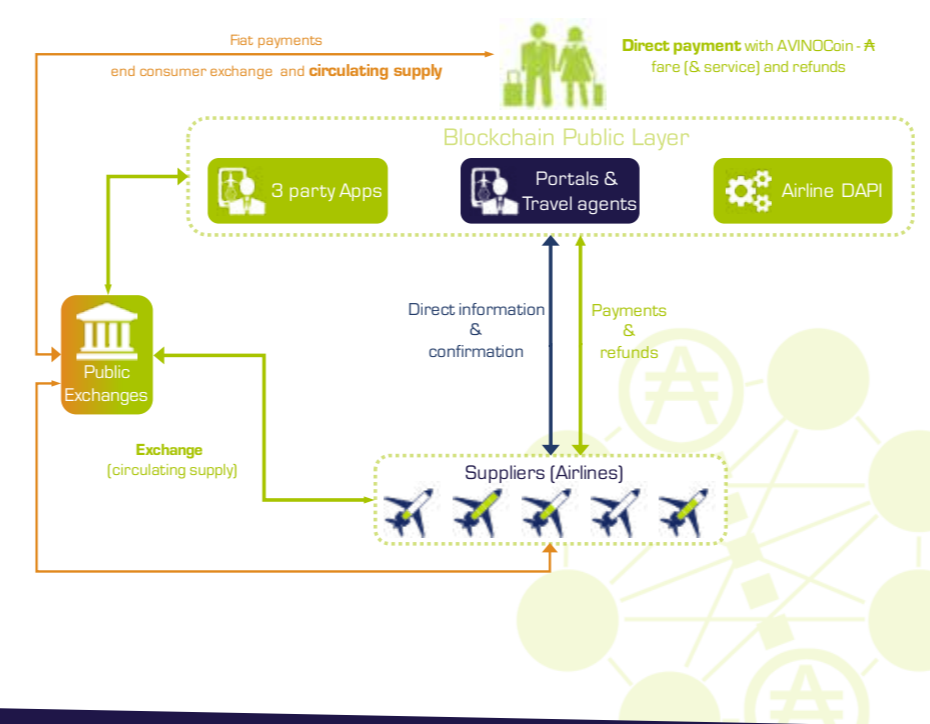 Fiat payments
end consumer exchange and circulating supply
Direct payment with AVINOCoin - ₳
fare (& service) and refunds
Blockchain Public Layer
3 party Apps
Portals &
Travel agents
Airline DAPI
Direct information
&
confirmation
Payments
&
refunds
Public
Exchanges
Exchange
(circulating supply)
Suppliers (Airlines)
₳
₳